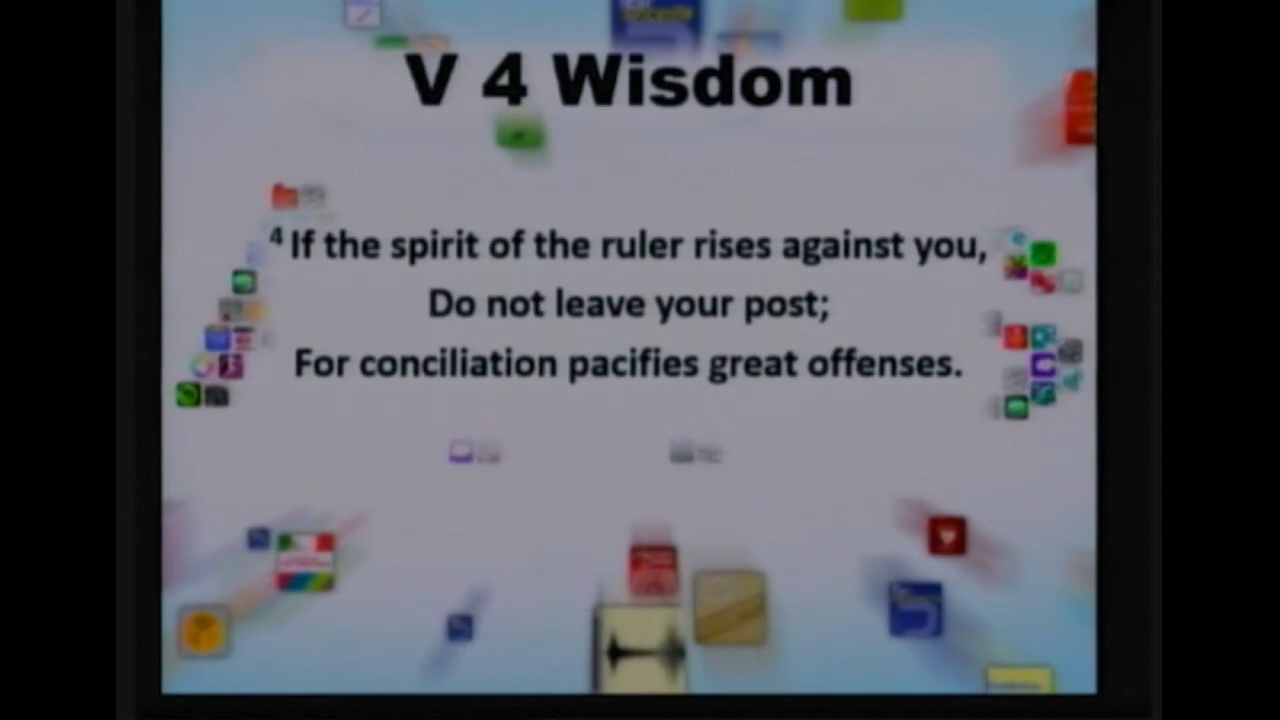 V 4 Wisdom
4 If the spirit of the ruler rises against you,
Do not leave your post;
For conciliation pacifies great offenses.